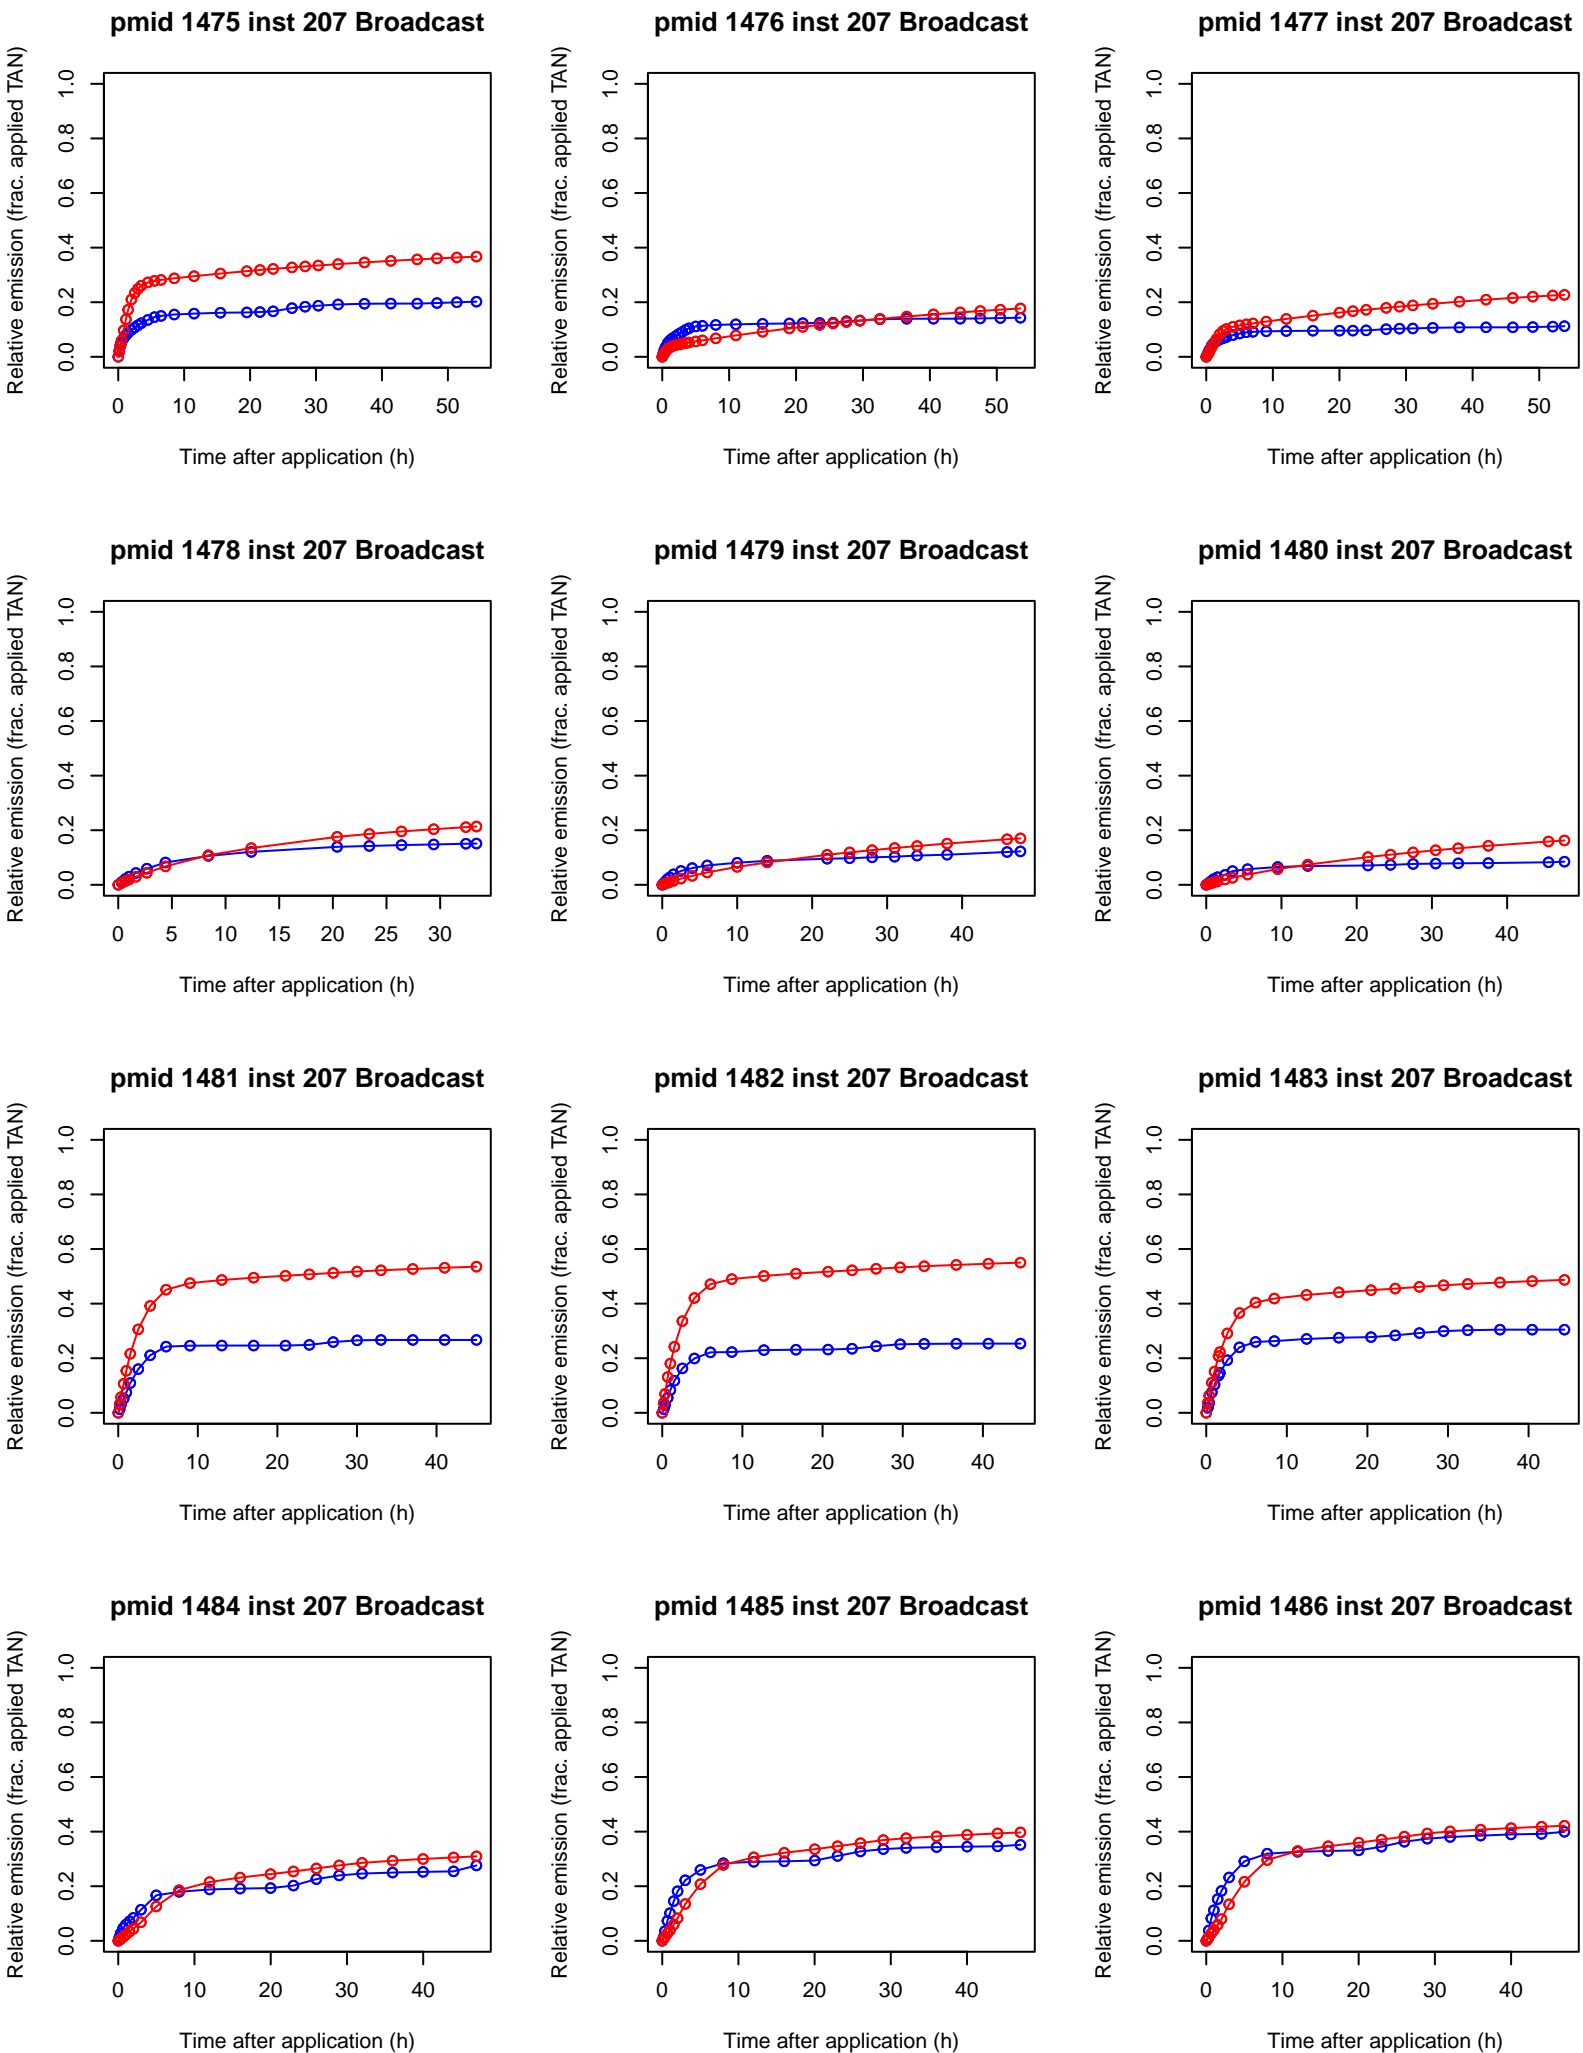 pmid 1475 inst 207 Broadcast
Relative emission (frac. applied TAN)
1.0
0.8
0.6
0.4
0.2
0.0
0 10 20 30 40 50
Time after application (h)
pmid 1476 inst 207 Broadcast
Relative emission (frac. applied TAN)
1.0
0.8
0.6
0.4
0.2
0.0
0 10 20 30 40 50
Time after application (h)
pmid 1477 inst 207 Broadcast
Relative emission (frac. applied TAN)
1.0
0.8
0.6
0.4
0.2
0.0
0 10 20 30 40 50
Time after application (h)
pmid 1478 inst 207 Broadcast
Relative emission (frac. applied TAN)
1.0
0.8
0.6
0.4
0.2
0.0
0 5 10 15 20 25 30
Time after application (h)
pmid 1479 inst 207 Broadcast
Relative emission (frac. applied TAN)
1.0
0.8
0.6
0.4
0.2
0.0
0 10 20 30 40
Time after application (h)
pmid 1480 inst 207 Broadcast
Relative emission (frac. applied TAN)
1.0
0.8
0.6
0.4
0.2
0.0
0 10 20 30 40
Time after application (h)
pmid 1481 inst 207 Broadcast
Relative emission (frac. applied TAN)
1.0
0.8
0.6
0.4
0.2
0.0
0 10 20 30 40
Time after application (h)
pmid 1482 inst 207 Broadcast
Relative emission (frac. applied TAN)
1.0
0.8
0.6
0.4
0.2
0.0
0 10 20 30 40
Time after application (h)
pmid 1483 inst 207 Broadcast
Relative emission (frac. applied TAN)
1.0
0.8
0.6
0.4
0.2
0.0
0 10 20 30 40
Time after application (h)
pmid 1484 inst 207 Broadcast
Relative emission (frac. applied TAN)
1.0
0.8
0.6
0.4
0.2
0.0
0 10 20 30 40
Time after application (h)
pmid 1485 inst 207 Broadcast
Relative emission (frac. applied TAN)
1.0
0.8
0.6
0.4
0.2
0.0
0 10 20 30 40
Time after application (h)
pmid 1486 inst 207 Broadcast
Relative emission (frac. applied TAN)
1.0
0.8
0.6
0.4
0.2
0.0
0 10 20 30 40
Time after application (h)